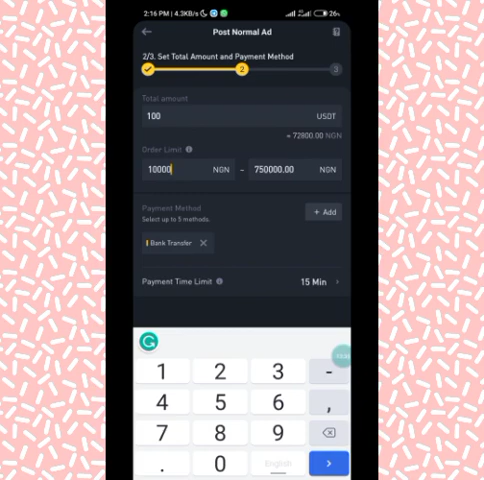 2:16 PM | 4.3KB/s
26%
Post Normal Ad
2/3. Set Total Amount and Payment Method
2
3
Total amount
100 USDT
≈ 72800.00 NGN
Order Limit
10000 NGN - 750000.00 NGN
Payment Method
+ Add
Select up to 5 methods.
Bank Transfer
Payment Time Limit 15 Min
1 2 3 -
4 5 6 ,
7 8 9
. 0 English